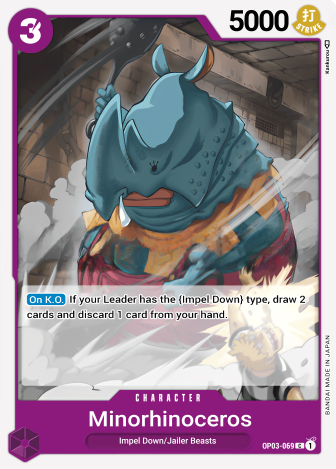 3
5000
打
STRIKE
Kunkurou
On K.O. If your Leader has the {Impel Down} type, draw 2
cards and discard 1 card from your hand.
CHARACTER
Minorhinoceros
Impel Down/Jailer Beasts
OP03-069 C 1
BANDAI MADE IN JAPAN